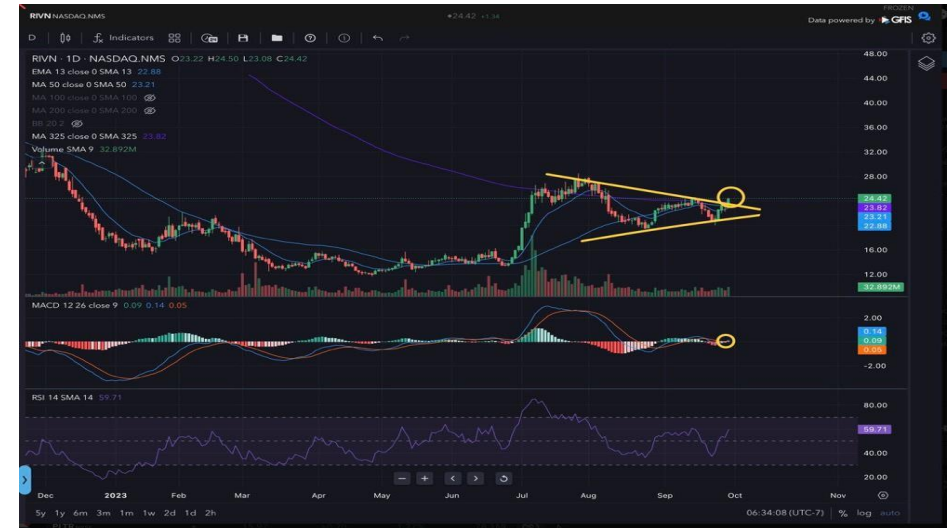 FROZEN
RIVN NASDAQ.NMS
24.42 +1.34
Data powered by GFIS
D
Indicators
RIVN · 1D · NASDAQ.NMS O23.22 H24.50 L23.08 C24.42
EMA 13 close 0 SMA 13 22.88
MA 50 close 0 SMA 50 23.21
MA 100 close 0 SMA 100
MA 200 close 0 SMA 200
BB 20 2
MA 325 close 0 SMA 325 23.82
Volume SMA 9 32.892M
48.00
44.00
40.00
36.00
32.00
28.00
24.42
23.82
23.21
22.88
16.00
12.00
32.892M
MACD 12 26 close 9 0.09 0.14 0.05
2.00
0.14
0.09
0.05
-2.00
RSI 14 SMA 14 59.71
80.00
59.71
40.00
20.00
Dec 2023 Feb Mar Apr May Jun Jul Aug Sep Oct Nov
5y 1y 6m 3m 1m 1w 2d 1d 2h
06:34:08 (UTC-7) % log auto